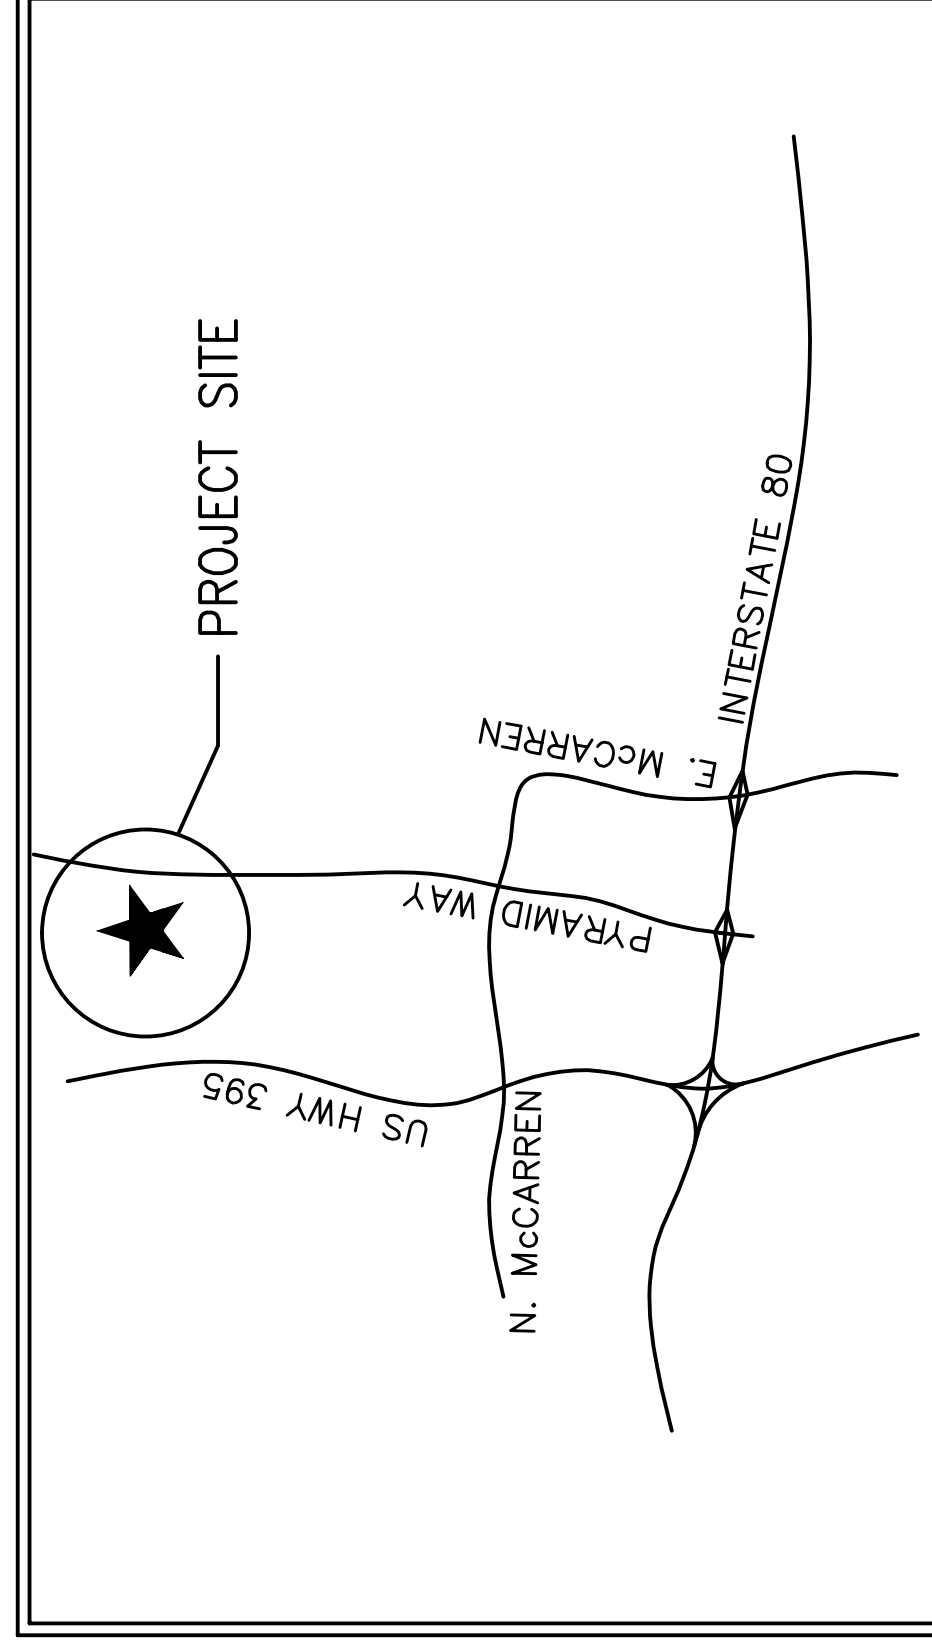 PROJECT SITE
INTERSTATE 80
E. McCARREN
PYRAMID WAY
US HWY 395
N. McCARREN